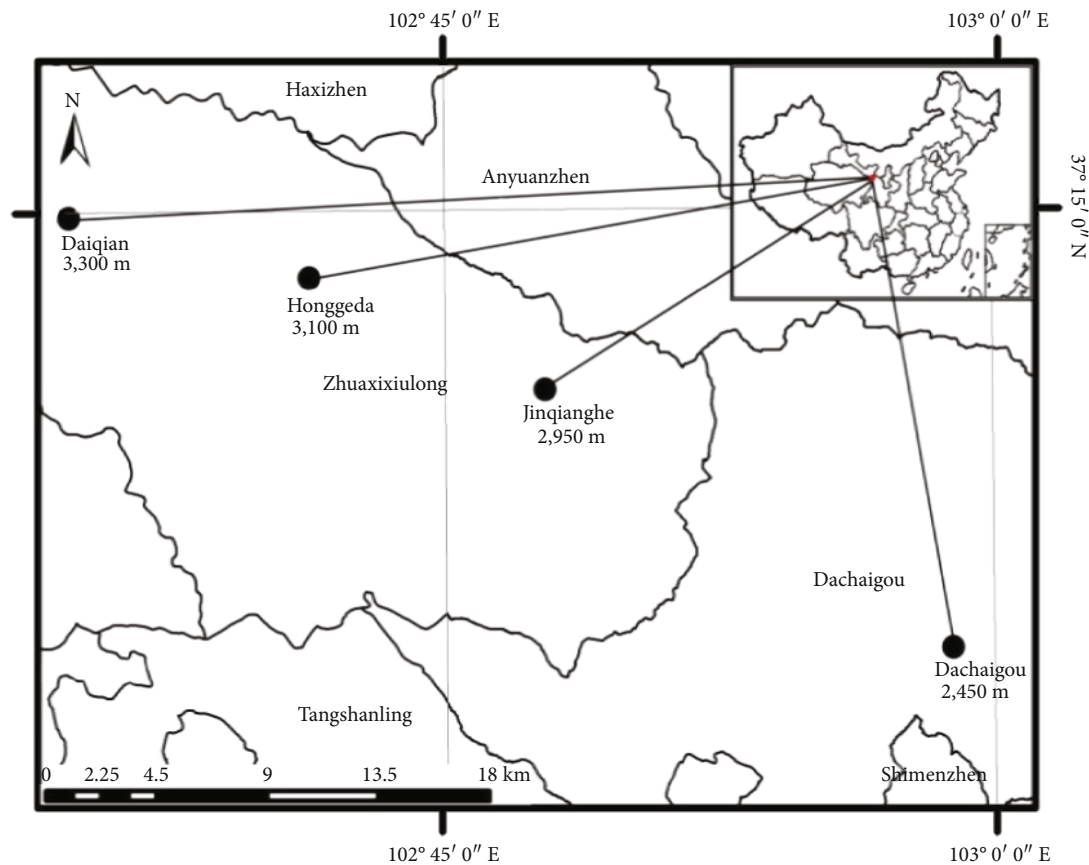 102° 45′ 0″ E
103° 0′ 0″ E
Haxizhen
N
Anyuanzhen
37° 15′ 0″ N
Daiqian
3,300 m
Honggeda
3,100 m
Zhuaxixiulong
Jinqianghe
2,950 m
Dachaigou
Dachaigou
2,450 m
Tangshanling
Shimenzhen
0 2.25 4.5 9 13.5 18 km
102° 45′ 0″ E
103° 0′ 0″ E